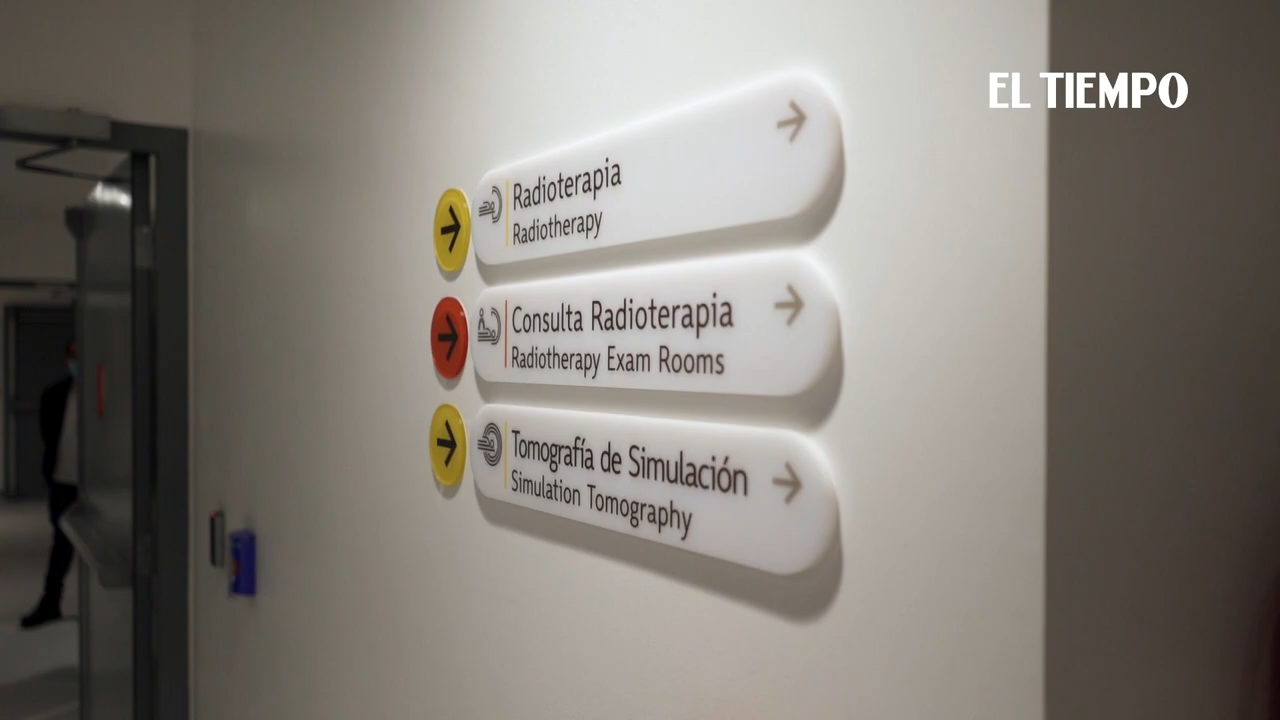 EL TIEMPO
Radioterapia
Radiotherapy
Consulta Radioterapia
Radiotherapy Exam Rooms
Tomografía de Simulación
Simulation Tomography